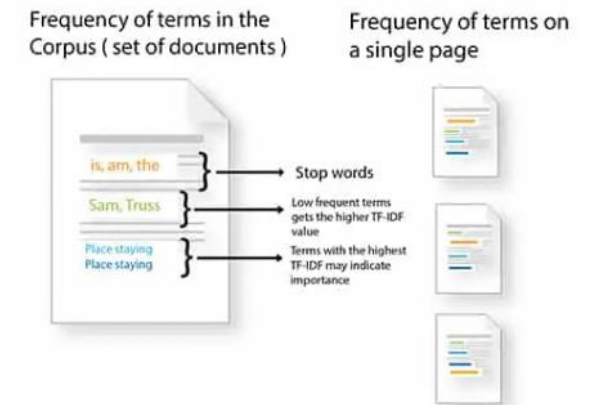 Frequency of terms in the
Corpus ( set of documents )
Frequency of terms on
a single page
is, am, the
Stop words
Sam, Truss
Low frequent terms
gets the higher TF-IDF
value
Place staying
Place staying
Terms with the highest
TF-IDF may indicate
importance